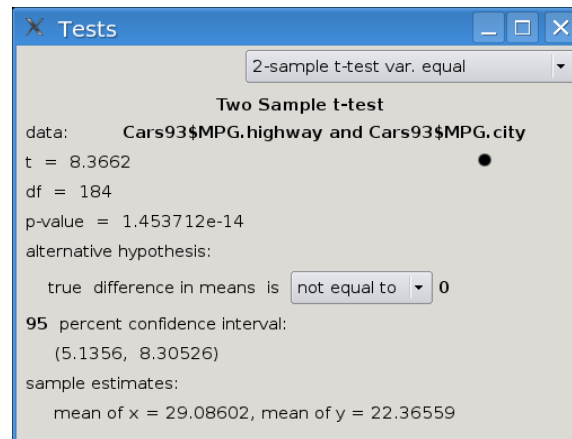 Tests
2-sample t-test var. equal
Two Sample t-test
data: Cars93$MPG.highway and Cars93$MPG.city
t = 8.3662
df = 184
p-value = 1.453712e-14
alternative hypothesis:
true difference in means is not equal to 0
95 percent confidence interval:
(5.1356, 8.30526)
sample estimates:
mean of x = 29.08602, mean of y = 22.36559